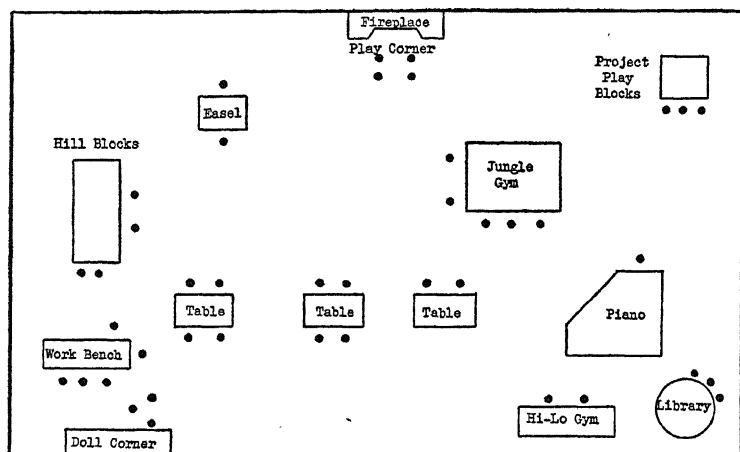 Fireplace
Play Corner
Project
Play
Blocks
Easel
Hill Blocks
Jungle
Gym
Table
Table
Table
Piano
Work Bench
Library
Hi-Lo Gym
Doll Corner